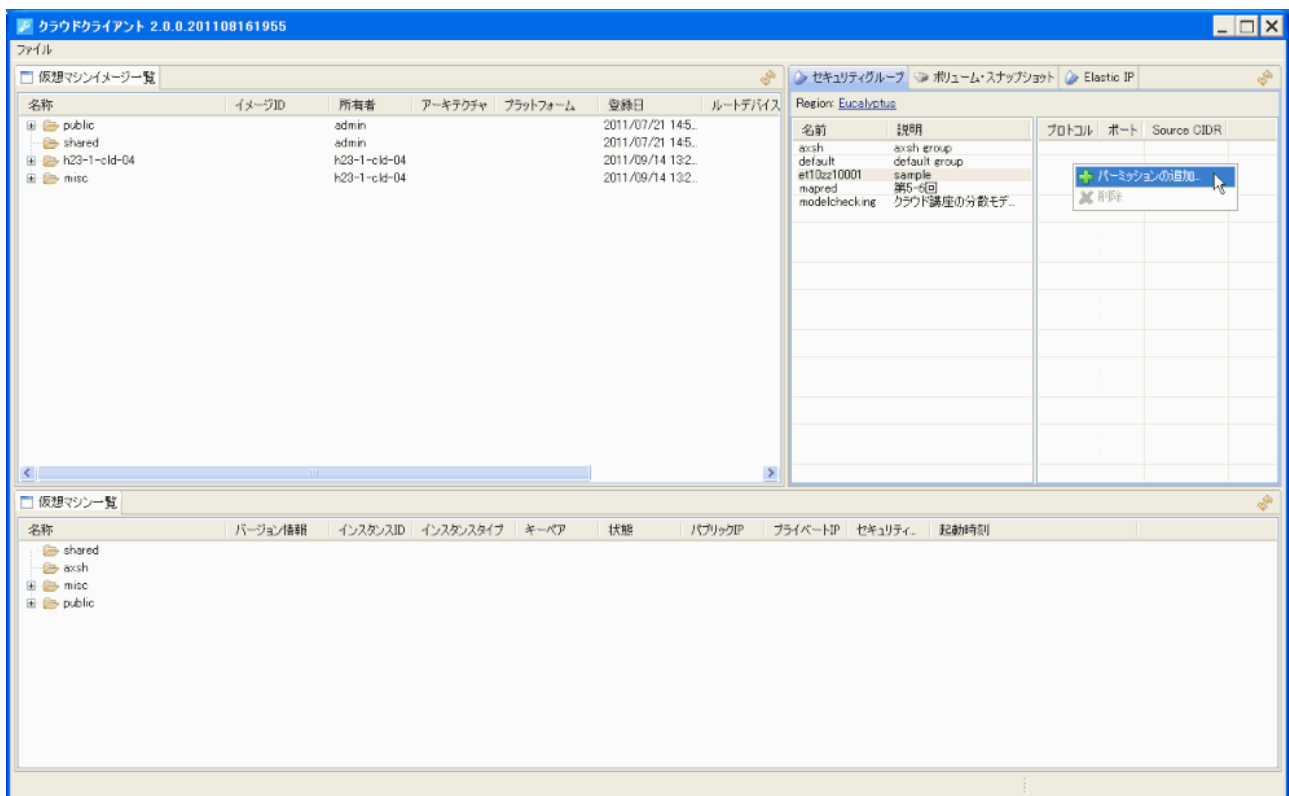 クラウドクライアント 2.0.0.201108161955
ファイル
仮想マシンイメージ一覧
名称 イメージID 所有者 アーキテクチャ プラットフォーム 登録日 ルートデバイス
public admin 2011/07/21 14:5...
shared admin 2011/07/21 14:5...
h23-1-cld-04 h23-1-cld-04 2011/09/14 13:2...
misc h23-1-cld-04 2011/09/14 13:2...
セキュリティグループ ボリューム・スナップショット Elastic IP
Region: Eucalyptus
名前 説明
axsh axsh group
default default group
et10zz10001 sample
mapred 第5-6回
modelchecking クラウド講座の分散モデ...
プロトコル ポート Source CIDR
パーミッションの追加...
削除
仮想マシン一覧
名称 バージョン情報 インスタンスID インスタンスタイプ キーペア 状態 パブリックIP プライベートIP セキュリティ... 起動時刻
shared
axsh
misc
public